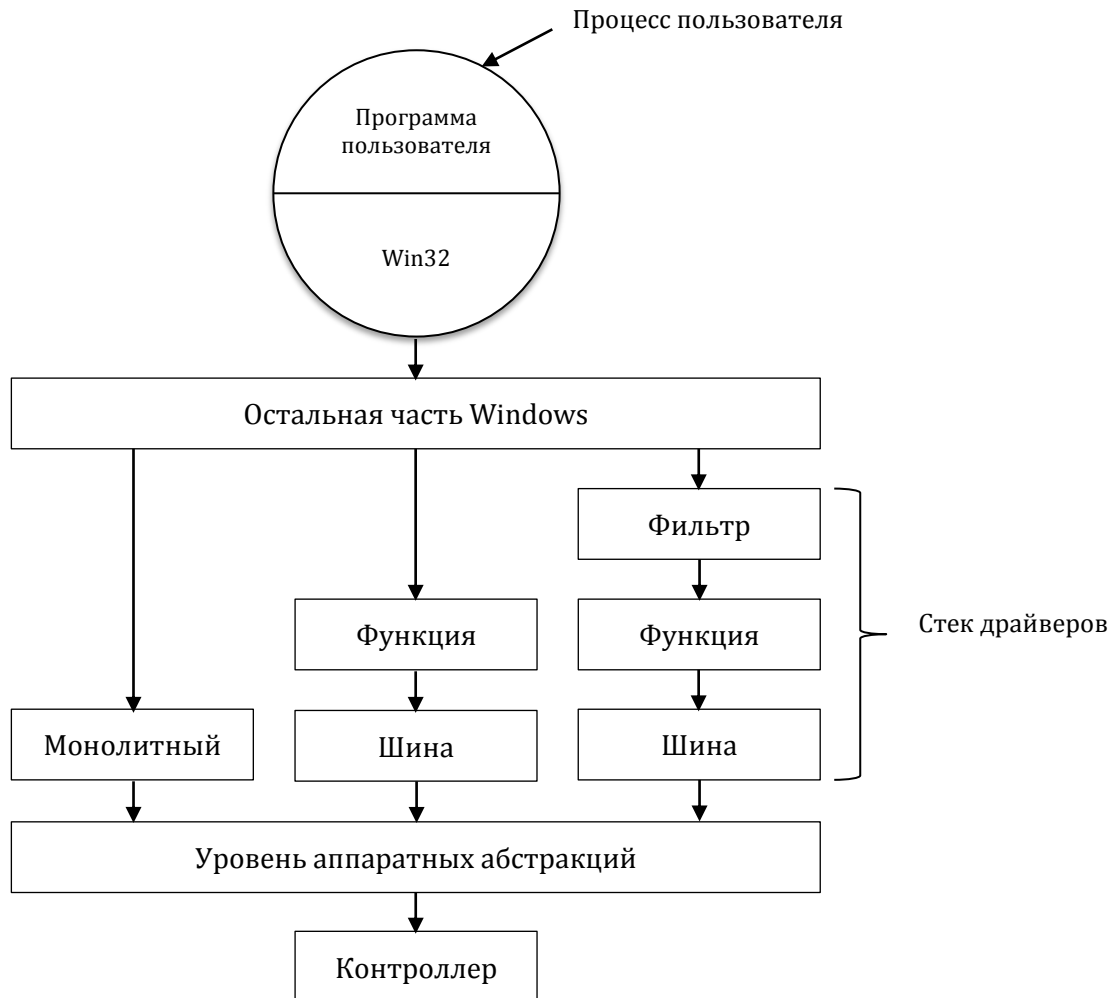 Процесс пользователя
Программа
пользователя
Win32
Остальная часть Windows
Фильтр
Функция
Функция
Стек драйверов
Монолитный
Шина
Шина
Уровень аппаратных абстракций
Контроллер